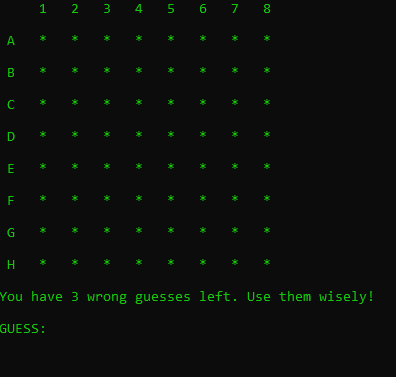 1 2 3 4 5 6 7 8
A * * * * * * * *
B * * * * * * * *
C * * * * * * * *
D * * * * * * * *
E * * * * * * * *
F * * * * * * * *
G * * * * * * * *
H * * * * * * * *
You have 3 wrong guesses left. Use them wisely!
GUESS: